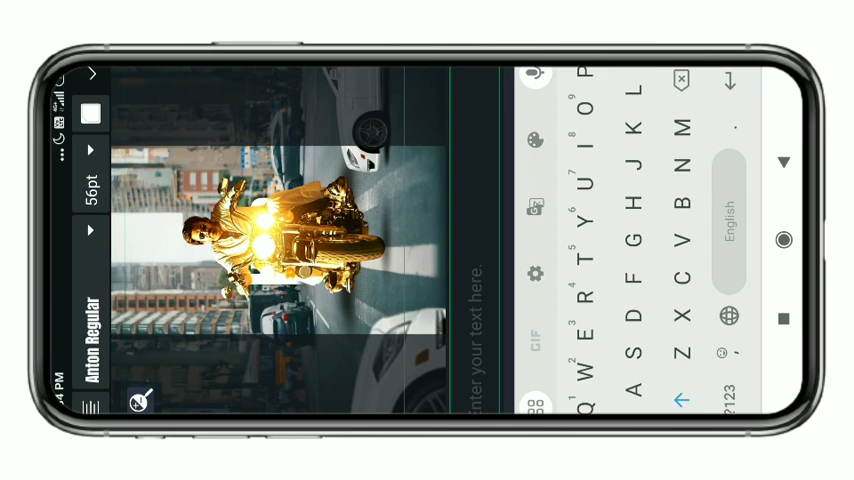 :4 PM
4G+
Anton Regular
56pt
Enter your text here.
GIF
1 2 3 4 5 6 7 8 9
Q W E R T Y U I O P
A S D F G H J K L
Z X C V B N M
?123 , English .